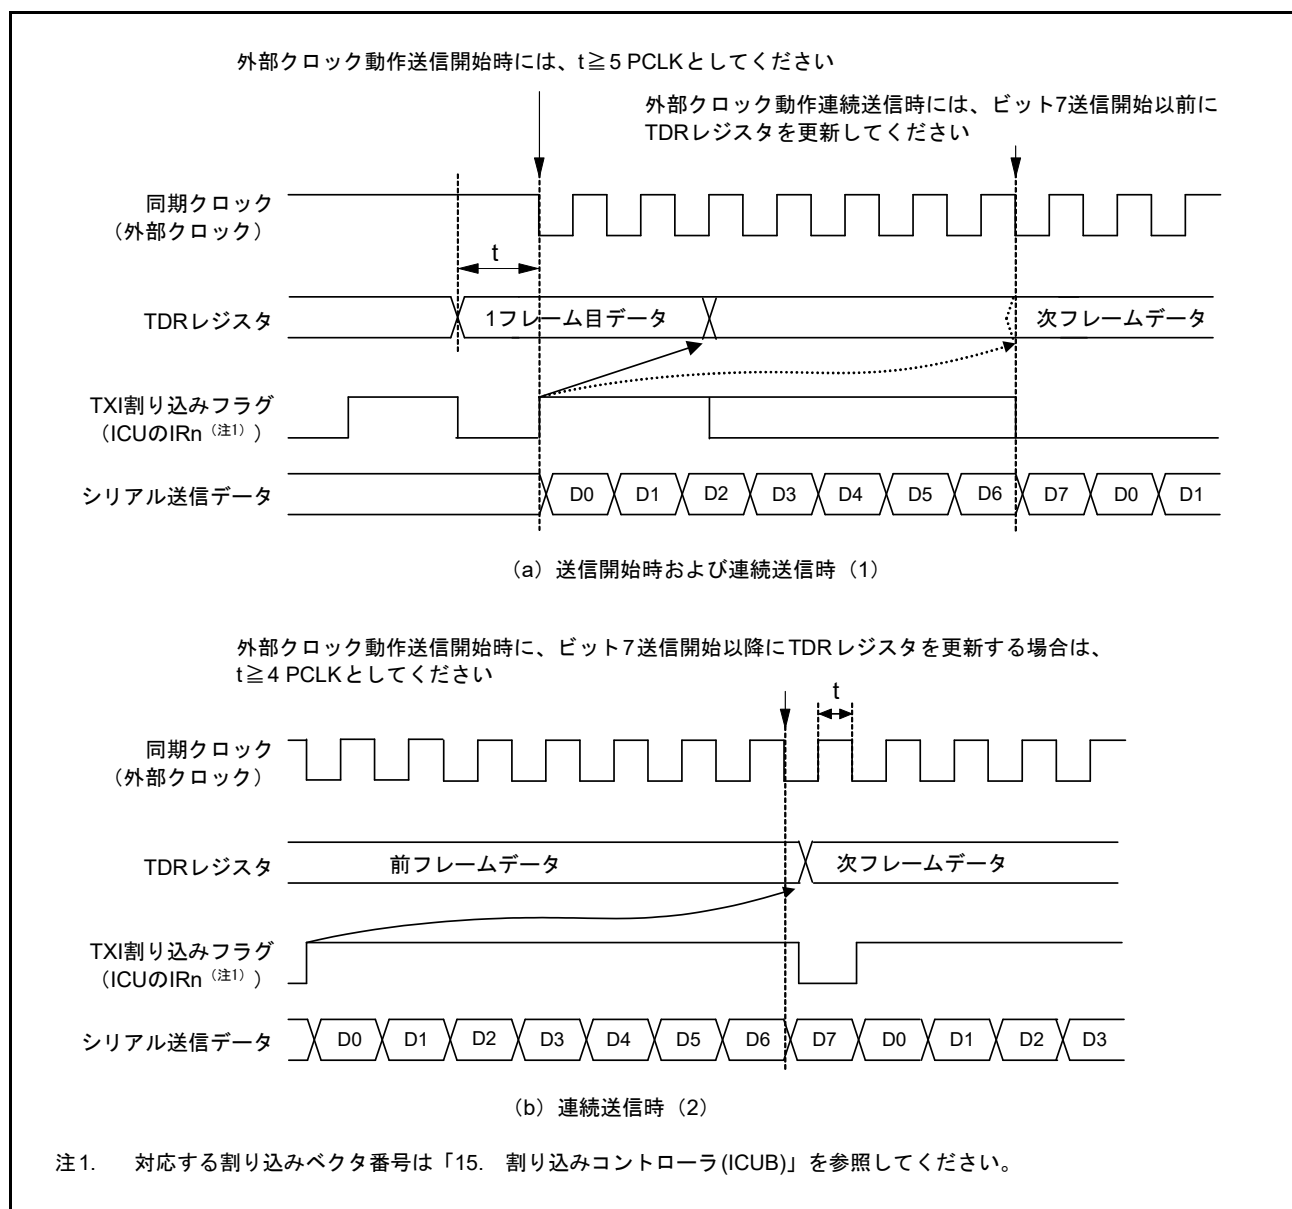 外部クロック動作送信開始時には、t≧5 PCLKとしてください
外部クロック動作連続送信時には、ビット7送信開始以前に
TDRレジスタを更新してください
同期クロック
（外部クロック）
t
TDRレジスタ
1フレーム目データ
次フレームデータ
TXI割り込みフラグ
（ICUのIRn（注1））
シリアル送信データ
D0 D1 D2 D3 D4 D5 D6 D7 D0 D1
（a）送信開始時および連続送信時（1）
外部クロック動作送信開始時に、ビット7送信開始以降にTDRレジスタを更新する場合は、
t≧4 PCLKとしてください
t
同期クロック
（外部クロック）
TDRレジスタ
前フレームデータ
次フレームデータ
TXI割り込みフラグ
（ICUのIRn（注1））
シリアル送信データ
D0 D1 D2 D3 D4 D5 D6 D7 D0 D1 D2 D3
（b）連続送信時（2）
注1. 対応する割り込みベクタ番号は「15. 割り込みコントローラ(ICUB)」を参照してください。